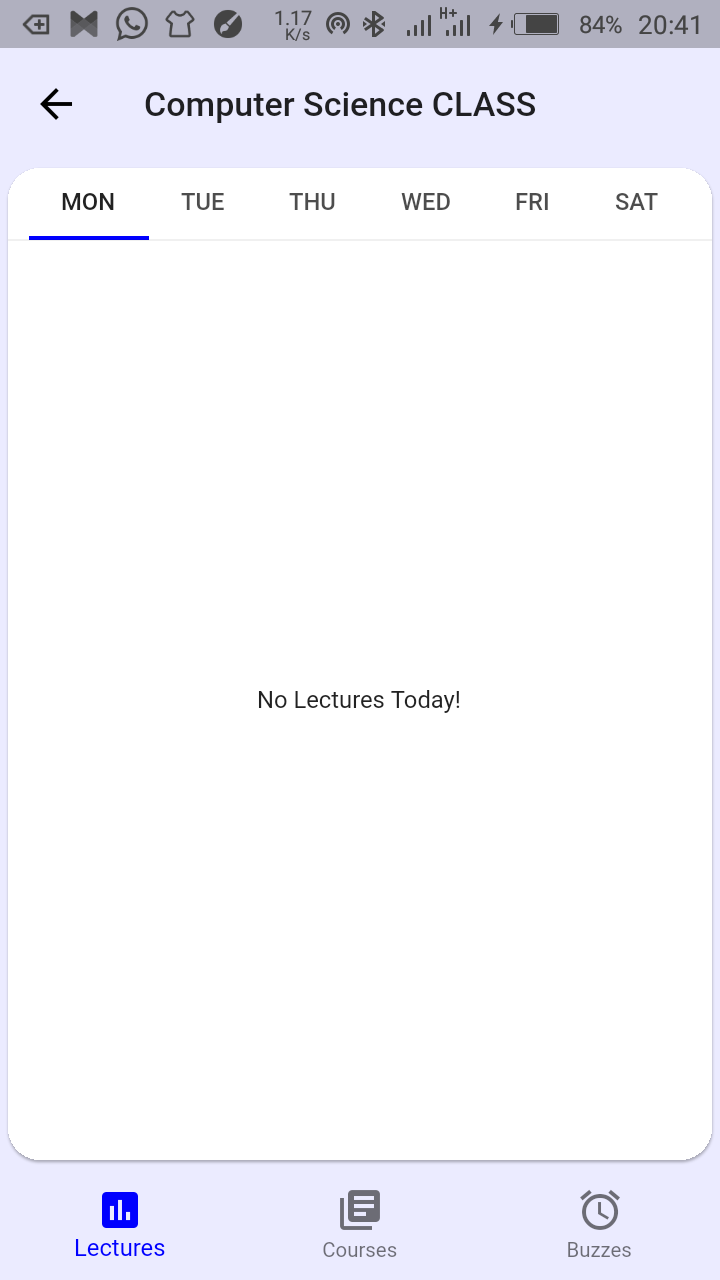 1.17 K/s H+ 84% 20:41
Computer Science CLASS
MON TUE THU WED FRI SAT
No Lectures Today!
Lectures Courses Buzzes